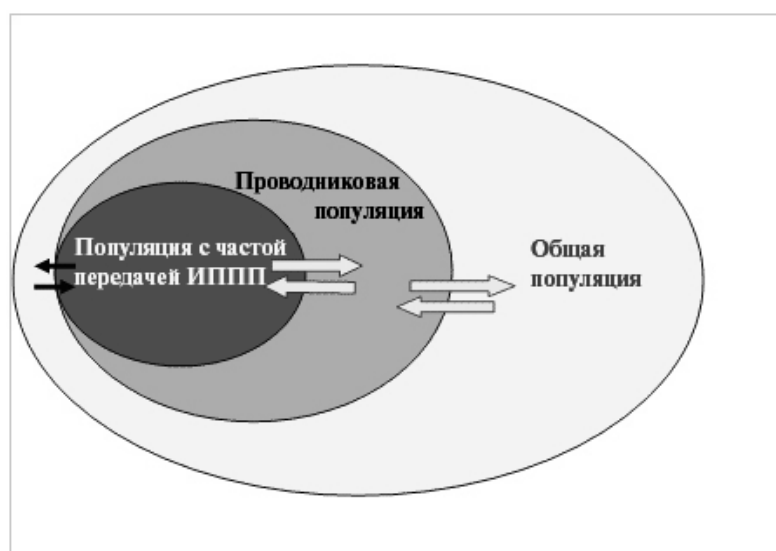 Проводниковая
популяция
Популяция с частой
передачей ИППП
Общая
популяция